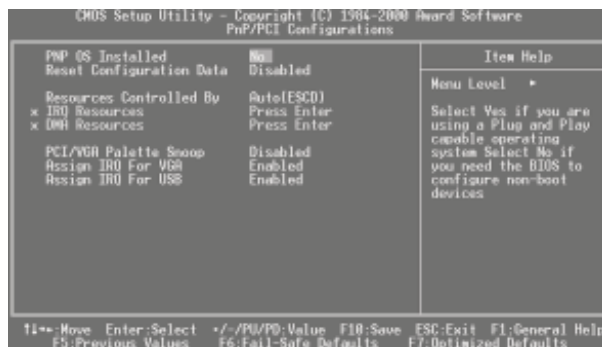 CMOS Setup Utility - Copyright (C) 1984-2000 Award Software
PnP/PCI Configurations
PNP OS Installed No
Reset Configuration Data Disabled
Resources Controlled By Auto(ESCD)
x IRQ Resources Press Enter
x DMA Resources Press Enter
PCI/VGA Palette Snoop Disabled
Assign IRQ For VGA Enabled
Assign IRQ For USB Enabled
Item Help
Menu Level ▸
Select Yes if you are
using a Plug and Play
capable operating
system Select No if
you need the BIOS to
configure non-boot
devices
↑↓→←:Move Enter:Select +/-/PU/PD:Value F10:Save ESC:Exit F1:General Help
F5:Previous Values F6:Fail-Safe Defaults F7:Optimized Defaults